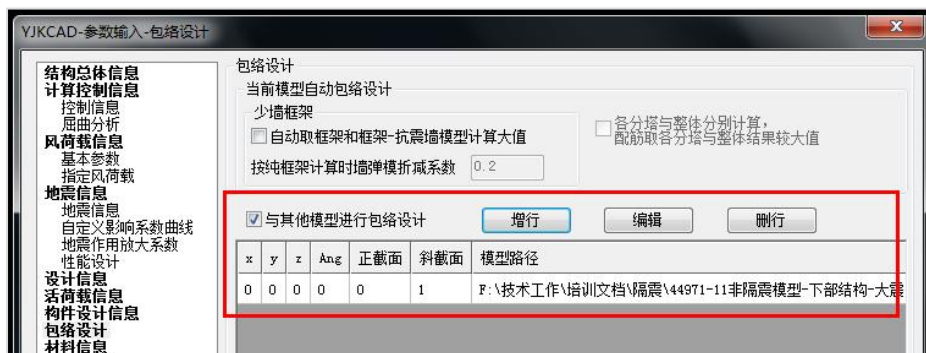 YJKCAD-参数输入-包络设计
结构总体信息
计算控制信息
控制信息
屈曲分析
风荷载信息
基本参数
指定风荷载
地震信息
地震信息
自定义影响系数曲线
地震作用放大系数
性能设计
设计信息
活荷载信息
构件设计信息
包络设计
材料信息
包络设计
当前模型自动包络设计
少墙框架
自动取框架和框架-抗震墙模型计算大值
按纯框架计算时墙弹模折减系数 0.2
各分塔与整体分别计算,
配筋取各分塔与整体结果较大值
与其他模型进行包络设计 增行 编辑 删行
x y z Ang 正截面 斜截面 模型路径
0 0 0 0 0 1 F:\技术工作\培训文档\隔震\44971-11非隔震模型-下部结构-大震